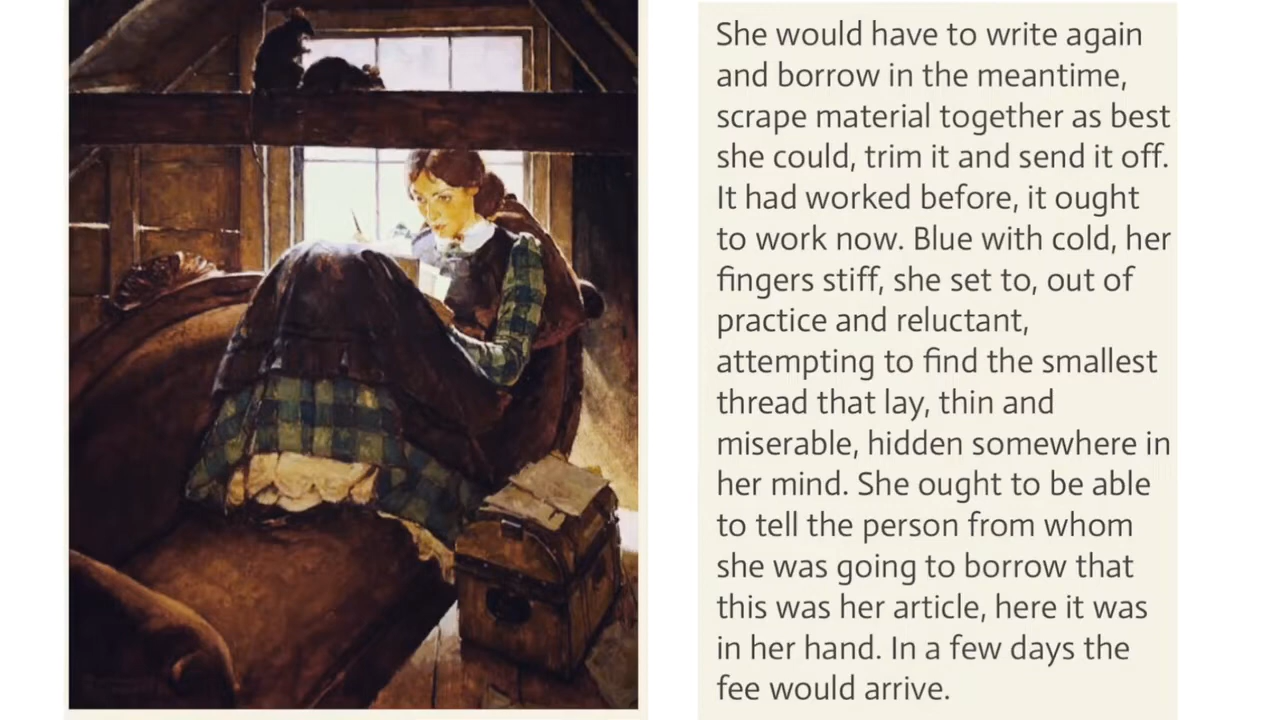 She would have to write again
and borrow in the meantime,
scrape material together as best
she could, trim it and send it off.
It had worked before, it ought
to work now. Blue with cold, her
fingers stiff, she set to, out of
practice and reluctant,
attempting to find the smallest
thread that lay, thin and
miserable, hidden somewhere in
her mind. She ought to be able
to tell the person from whom
she was going to borrow that
this was her article, here it was
in her hand. In a few days the
fee would arrive.